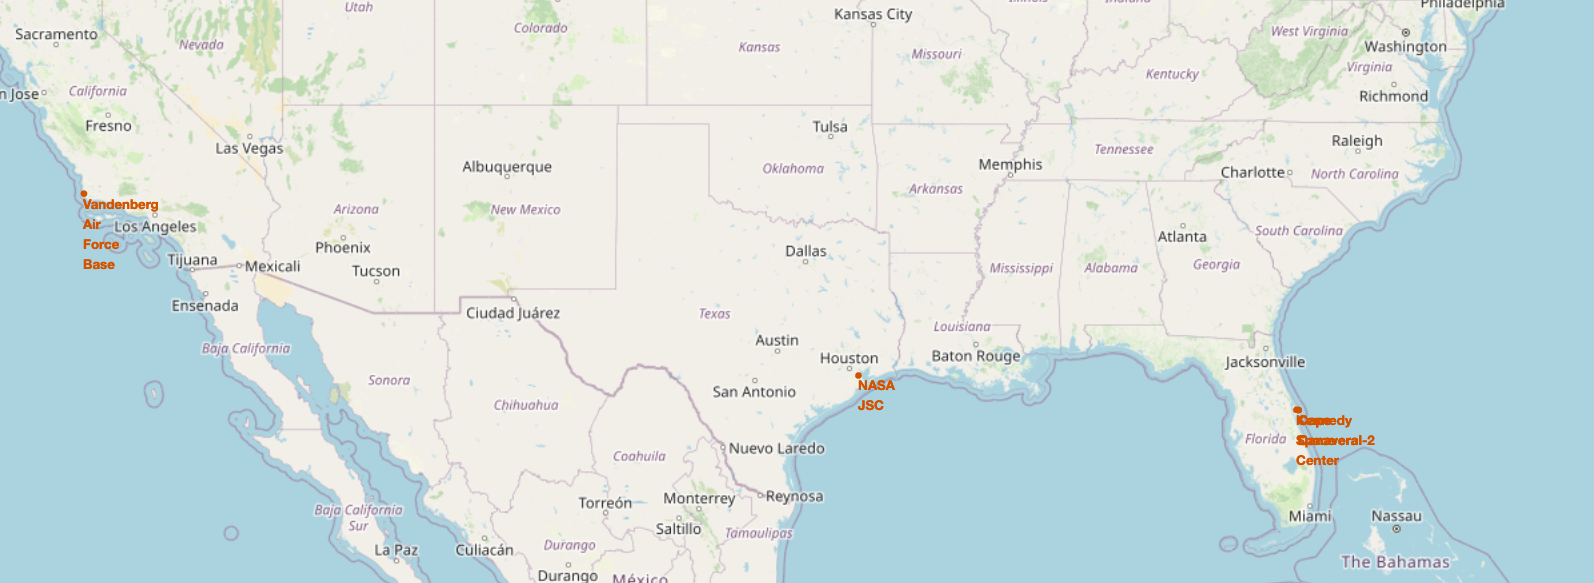 Utah
Colorado
Kansas City
Philadelphia
Sacramento
Nevada
Kansas
Missouri
West Virginia
Washington
Virginia
Kentucky
n Jose
California
Richmond
Fresno
Las Vegas
Tulsa
Raleigh
Albuquerque
Oklahoma
Memphis
Tennessee
Charlotte
North Carolina
Arkansas
Vandenberg
Air
Force
Base
Los Angeles
Arizona
New Mexico
Phoenix
Tucson
Dallas
Atlanta
South Carolina
Georgia
Mississippi
Alabama
Tijuana
Mexicali
Ensenada
Ciudad Juárez
Texas
Louisiana
Baja California
Austin
Houston
Baton Rouge
Jacksonville
Sonora
San Antonio
NASA
JSC
Chihuahua
Center
Florida
Nuevo Laredo
Coahuila
Torreón
Monterrey
Reynosa
Saltillo
Tamaulipas
Baja California
Sur
La Paz
Culiacán
Durango
Durango
México
Miami
Nassau
The Bahamas